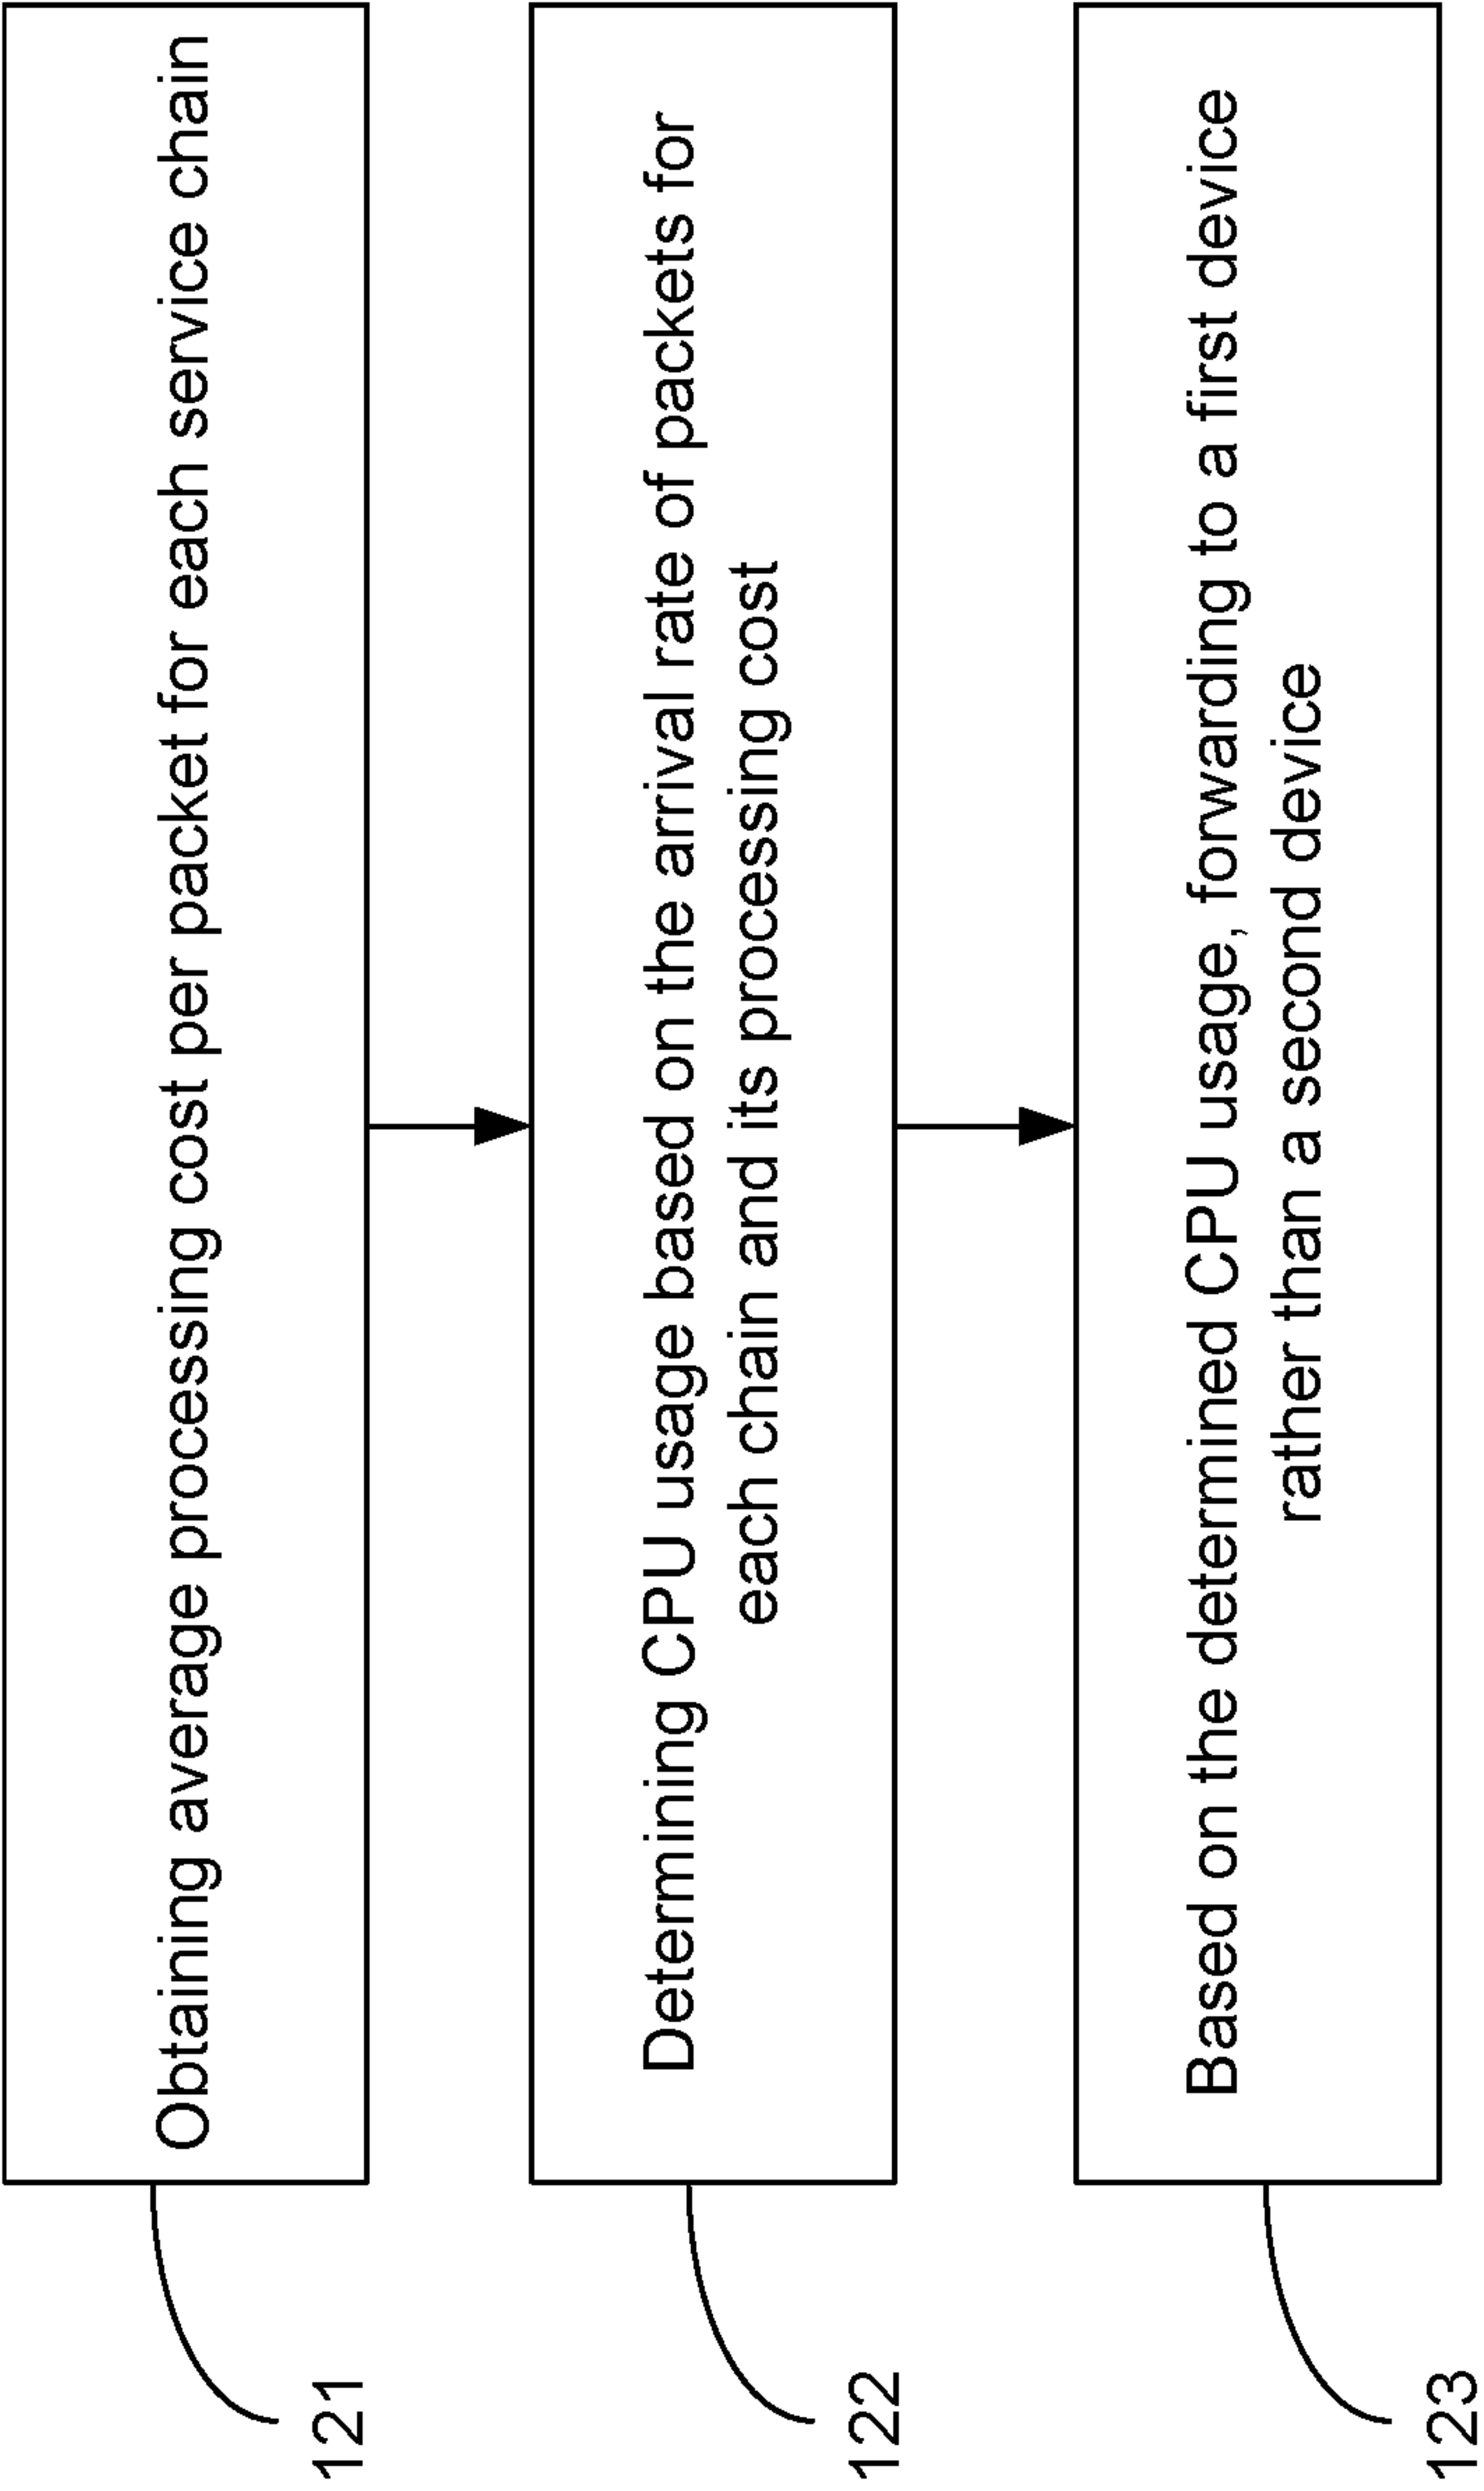 121
Obtaining average processing cost per packet for each service chain
122
Determining CPU usage based on the arrival rate of packets for
each chain and its processing cost
123
Based on the determined CPU usage, forwarding to a first device
rather than a second device